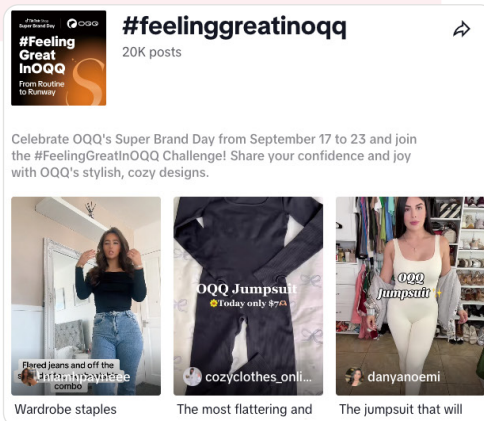 TikTok Shop
Super Brand Day
OQQ
#Feeling
Great
InOQQ
From Routine
to Runway
#feelinggreatinoqq
20K posts
Celebrate OQQ's Super Brand Day from September 17 to 23 and join
the #FeelingGreatInOQQ Challenge! Share your confidence and joy
with OQQ's stylish, cozy designs.
Flared jeans and off the
combo
OQQ Jumpsuit
Today only $7
cozyclothes_onli...
OQQ
Jumpsuit
danyanoemi
Wardrobe staples
The most flattering and
The jumpsuit that will